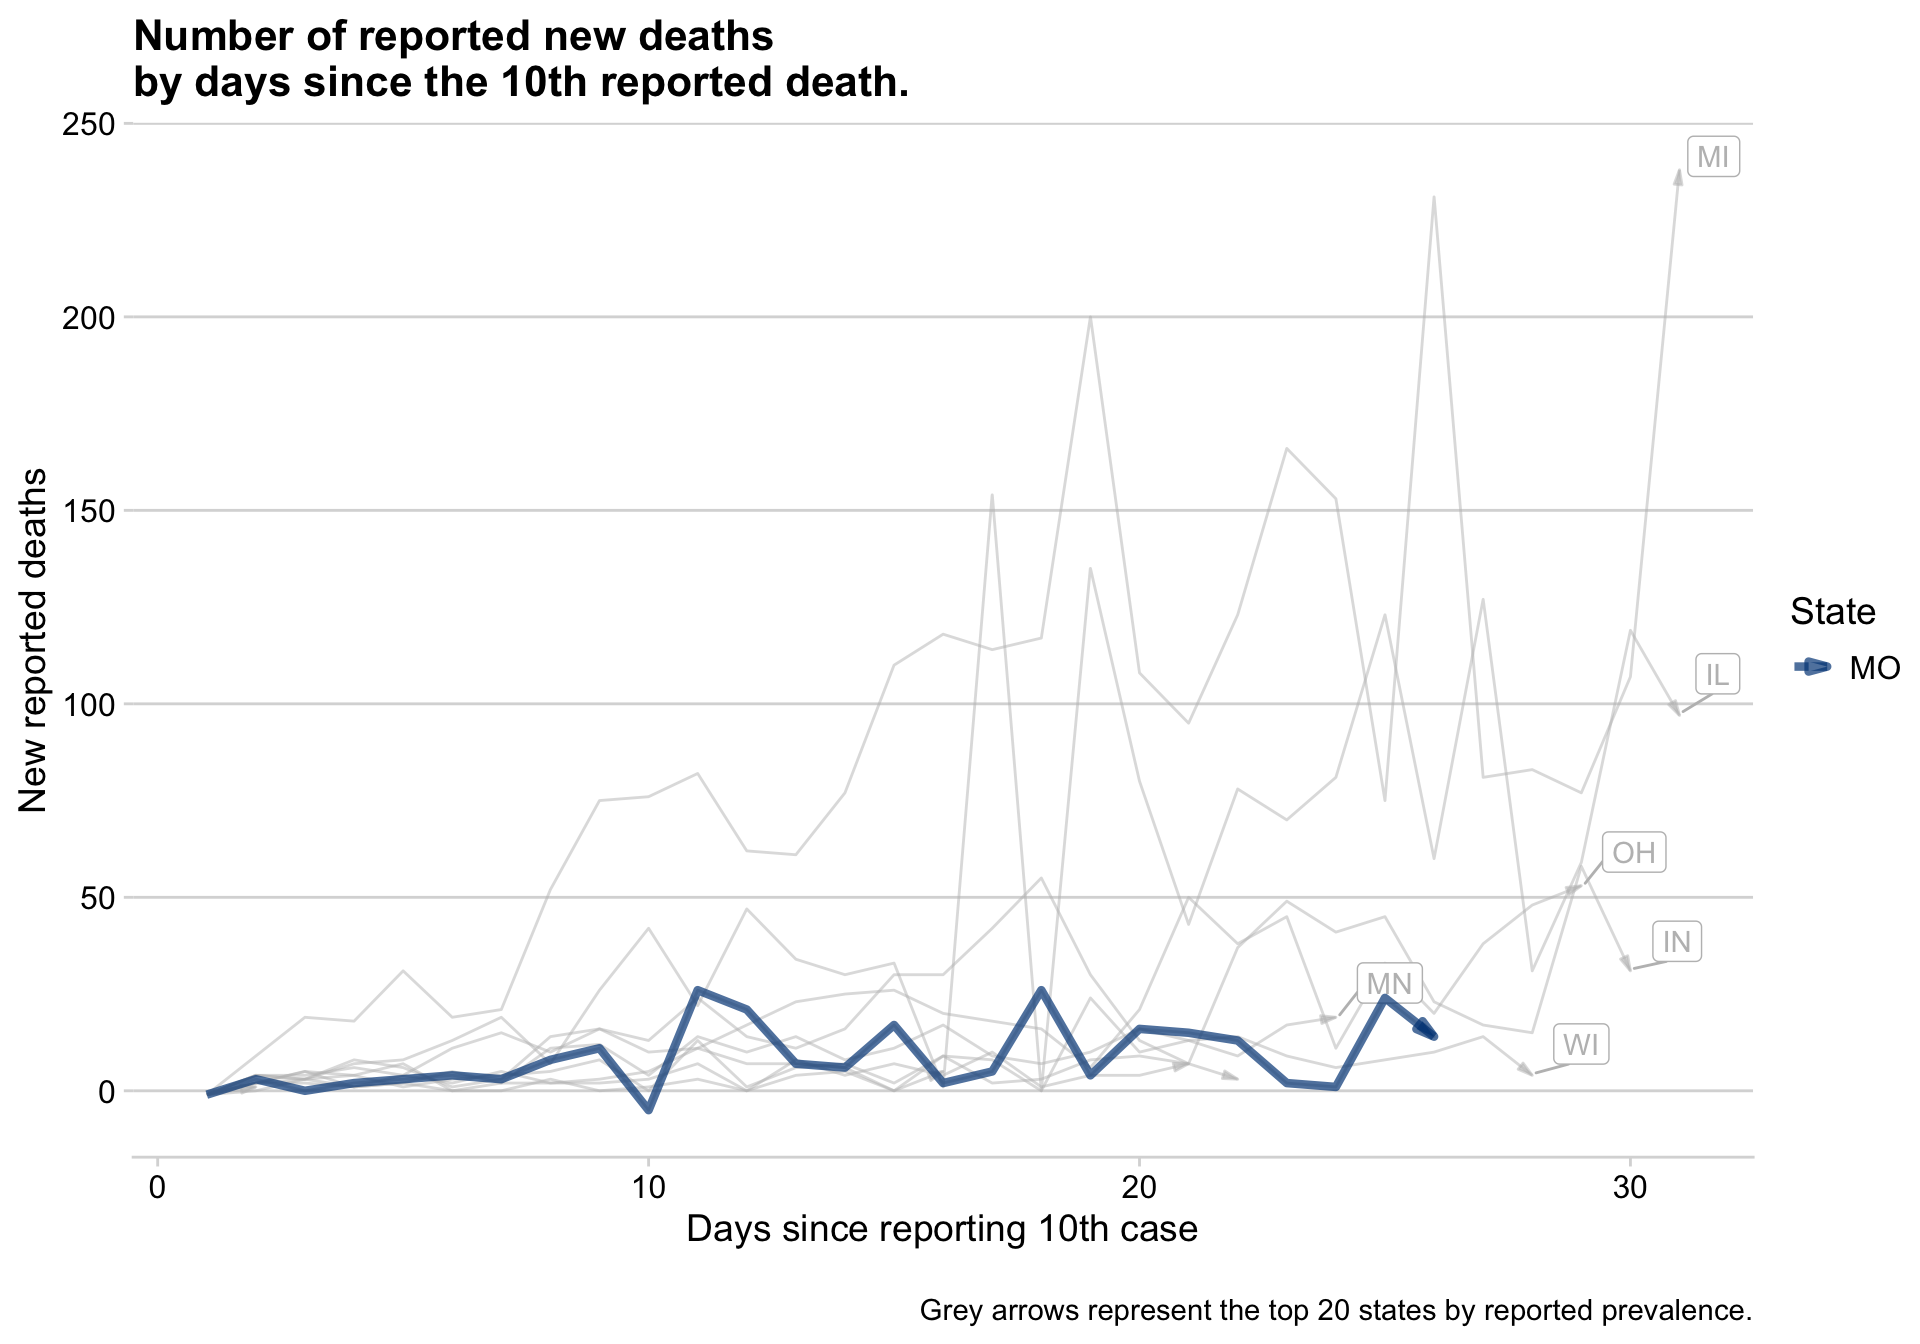 Number of reported new deaths
by days since the 10th reported death.
250
200
150
100
50
0
New reported deaths
MI
IL
OH
IN
MN
WI
State
MO
0 10 20 30
Days since reporting 10th case
Grey arrows represent the top 20 states by reported prevalence.